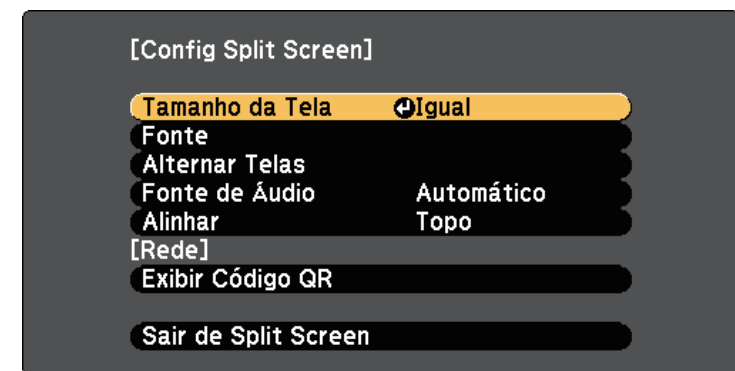 [Config Split Screen]
Tamanho da Tela Igual
Fonte
Alternar Telas
Fonte de Áudio Automático
Alinhar Topo
[Rede]
Exibir Código QR
Sair de Split Screen